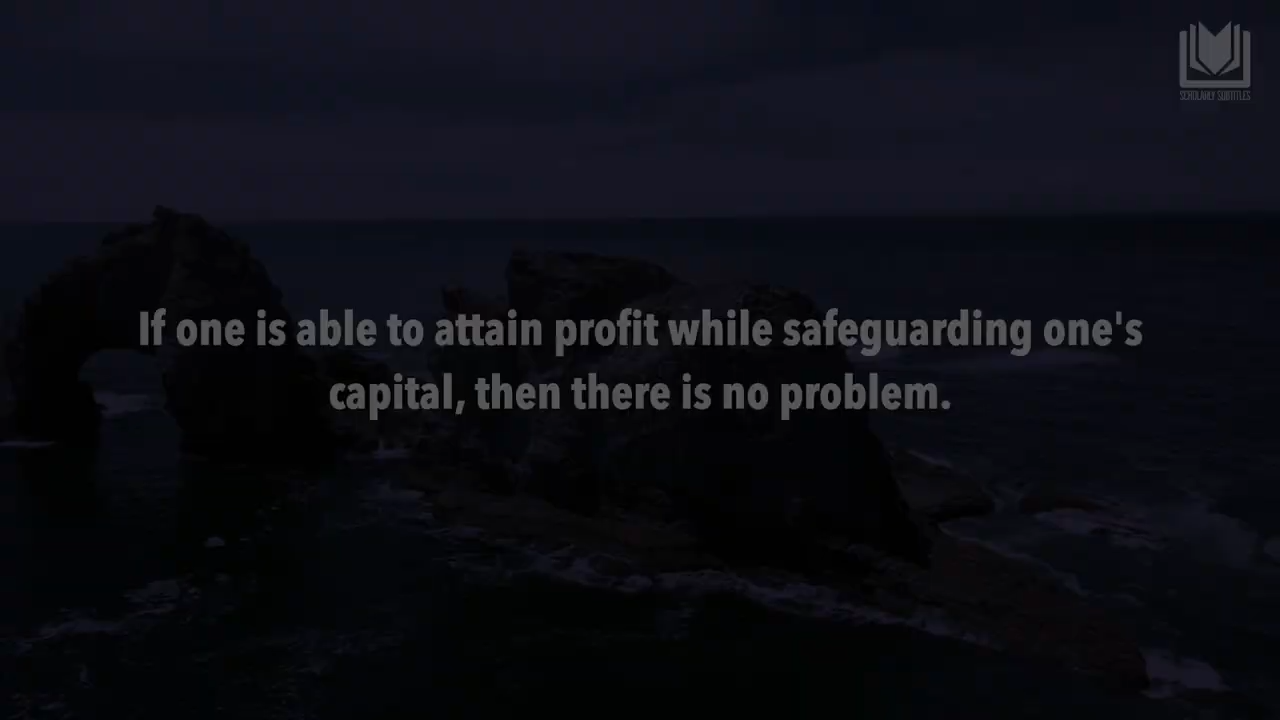 SCHOLARLY SUBTITLES
If one is able to attain profit while safeguarding one's
capital, then there is no problem.